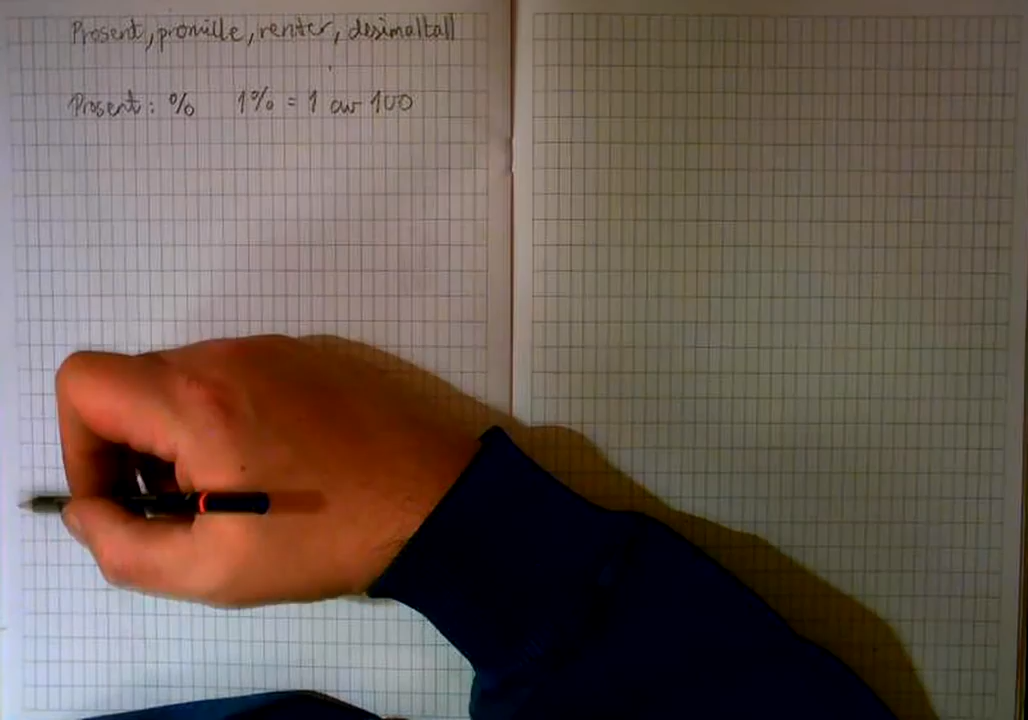 Prosent, promille, renter, desimaltall
Prosent: % 1% = 1 av 100